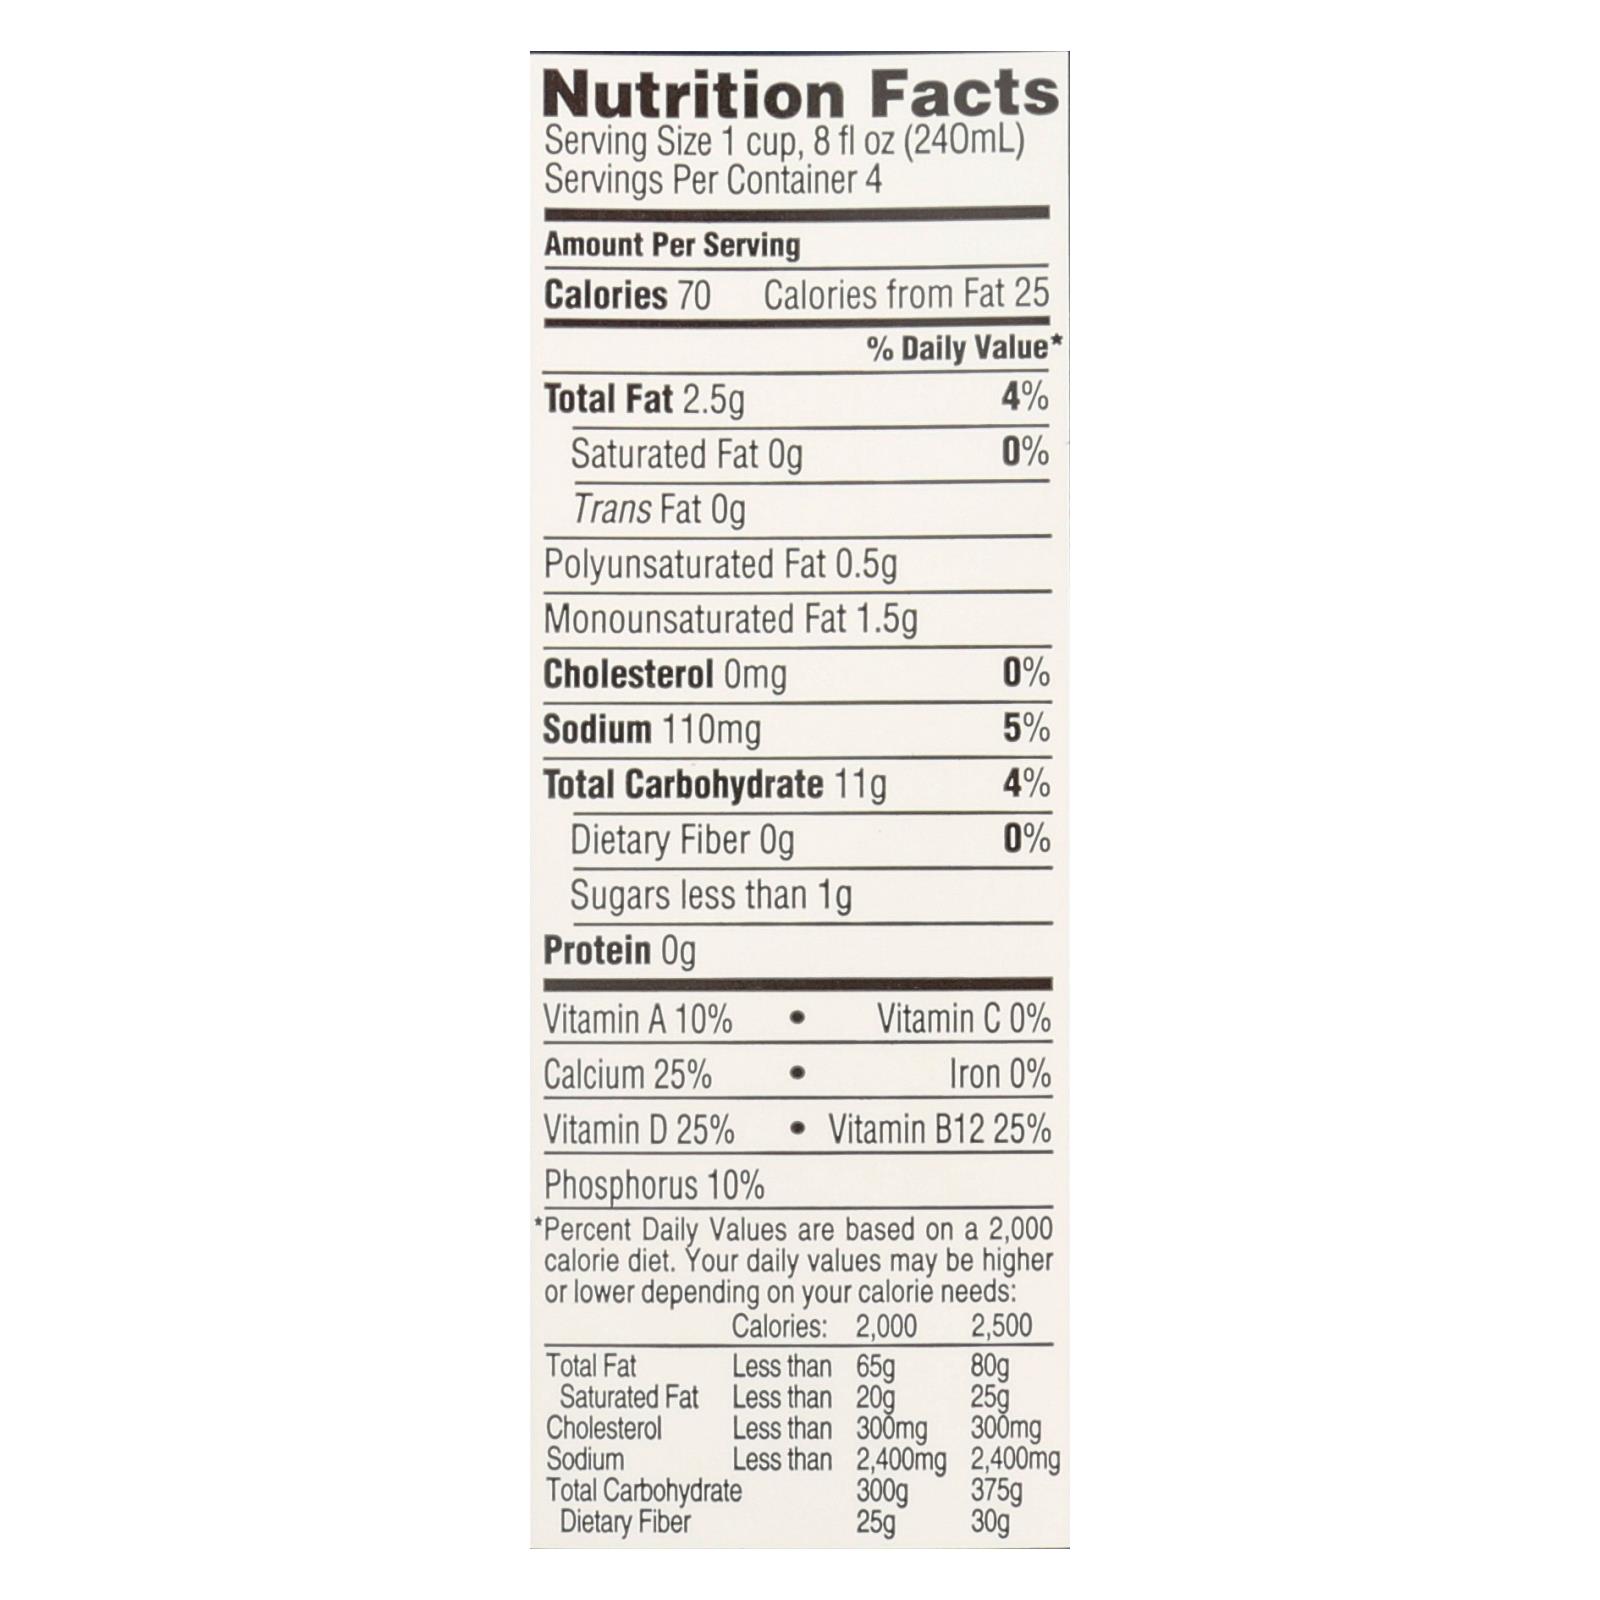 Nutrition Facts
Serving Size 1 cup, 8 fl oz (240mL)
Servings Per Container 4
Amount Per Serving
Calories 70 Calories from Fat 25
% Daily Value*
Total Fat 2.5g 4%
Saturated Fat 0g 0%
Trans Fat 0g
Polyunsaturated Fat 0.5g
Monounsaturated Fat 1.5g
Cholesterol 0mg 0%
Sodium 110mg 5%
Total Carbohydrate 11g 4%
Dietary Fiber 0g 0%
Sugars less than 1g
Protein 0g
Vitamin A 10% • Vitamin C 0%
Calcium 25% • Iron 0%
Vitamin D 25% • Vitamin B12 25%
Phosphorus 10%
*Percent Daily Values are based on a 2,000
calorie diet. Your daily values may be higher
or lower depending on your calorie needs:
Calories: 2,000 2,500
Total Fat Less than 65g 80g
Saturated Fat Less than 20g 25g
Cholesterol Less than 300mg 300mg
Sodium Less than 2,400mg 2,400mg
Total Carbohydrate 300g 375g
Dietary Fiber 25g 30g